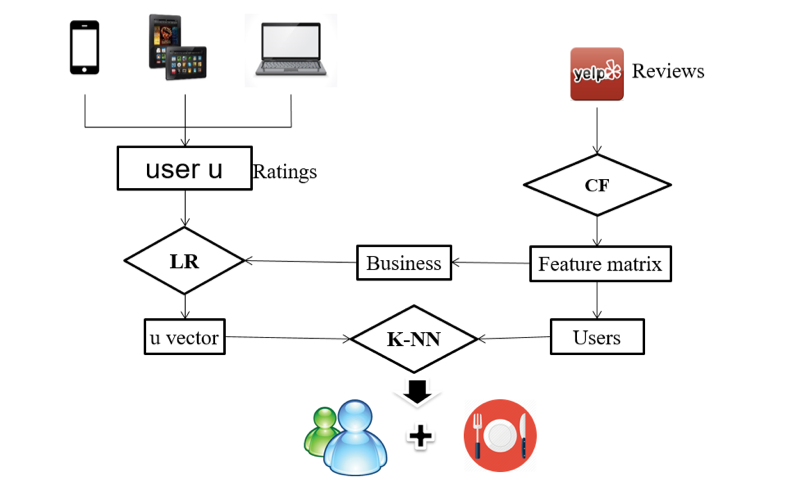 yelp
Reviews
user u
Ratings
CF
LR
Business
Feature matrix
u vector
K-NN
Users
+